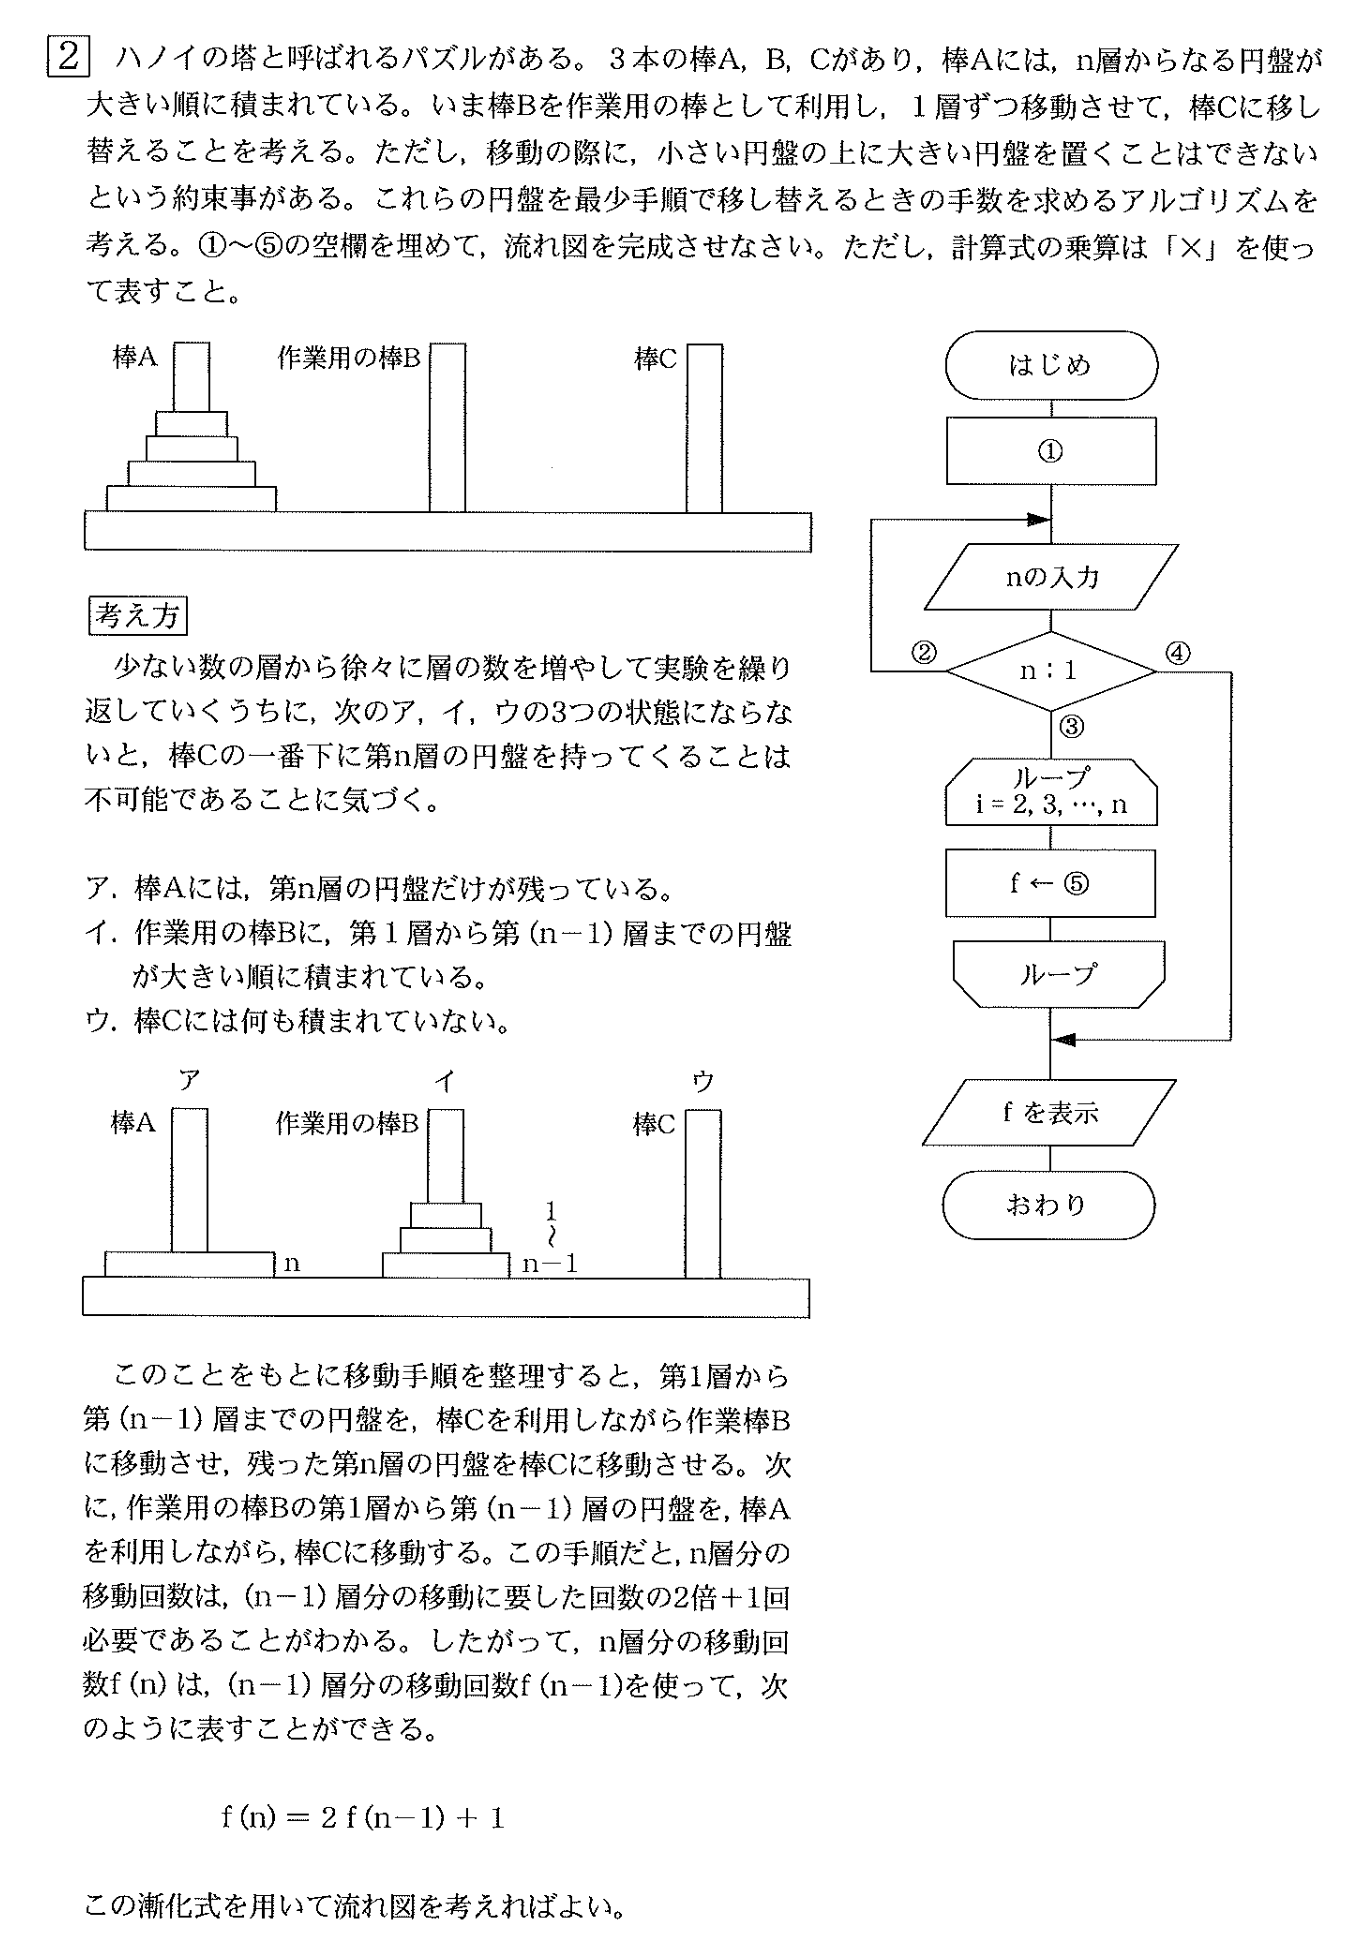 2 ハノイの塔と呼ばれるパズルがある。3本の棒A，B，Cがあり，棒Aには，n層からなる円盤が
大きい順に積まれている。いま棒Bを作業用の棒として利用し，1層ずつ移動させて，棒Cに移し
替えることを考える。ただし，移動の際に，小さい円盤の上に大きい円盤を置くことはできない
という約束事がある。これらの円盤を最少手順で移し替えるときの手数を求めるアルゴリズムを
考える。①～⑤の空欄を埋めて，流れ図を完成させなさい。ただし，計算式の乗算は「×」を使っ
て表すこと。
棒A
作業用の棒B
棒C
考え方
少ない数の層から徐々に層の数を増やして実験を繰り
返していくうちに，次のア，イ，ウの3つの状態にならな
いと，棒Cの一番下に第n層の円盤を持ってくることは
不可能であることに気づく。
ア．棒Aには，第n層の円盤だけが残っている。
イ．作業用の棒Bに，第1層から第（n－1）層までの円盤
が大きい順に積まれている。
ウ．棒Cには何も積まれていない。
ア
イ
ウ
棒A
作業用の棒B
棒C
n
1
～
n－1
このことをもとに移動手順を整理すると，第1層から
第（n－1）層までの円盤を，棒Cを利用しながら作業棒B
に移動させ，残った第n層の円盤を棒Cに移動させる。次
に，作業用の棒Bの第1層から第（n－1）層の円盤を，棒A
を利用しながら，棒Cに移動する。この手順だと，n層分の
移動回数は，（n－1）層分の移動に要した回数の2倍＋1回
必要であることがわかる。したがって，n層分の移動回
数f（n）は，（n－1）層分の移動回数f（n－1）を使って，次
のように表すことができる。
f（n）＝ 2 f（n－1）＋ 1
この漸化式を用いて流れ図を考えればよい。
はじめ
①
nの入力
②
n：1
④
③
ループ
i = 2, 3, …, n
f ← ⑤
ループ
f を表示
おわり